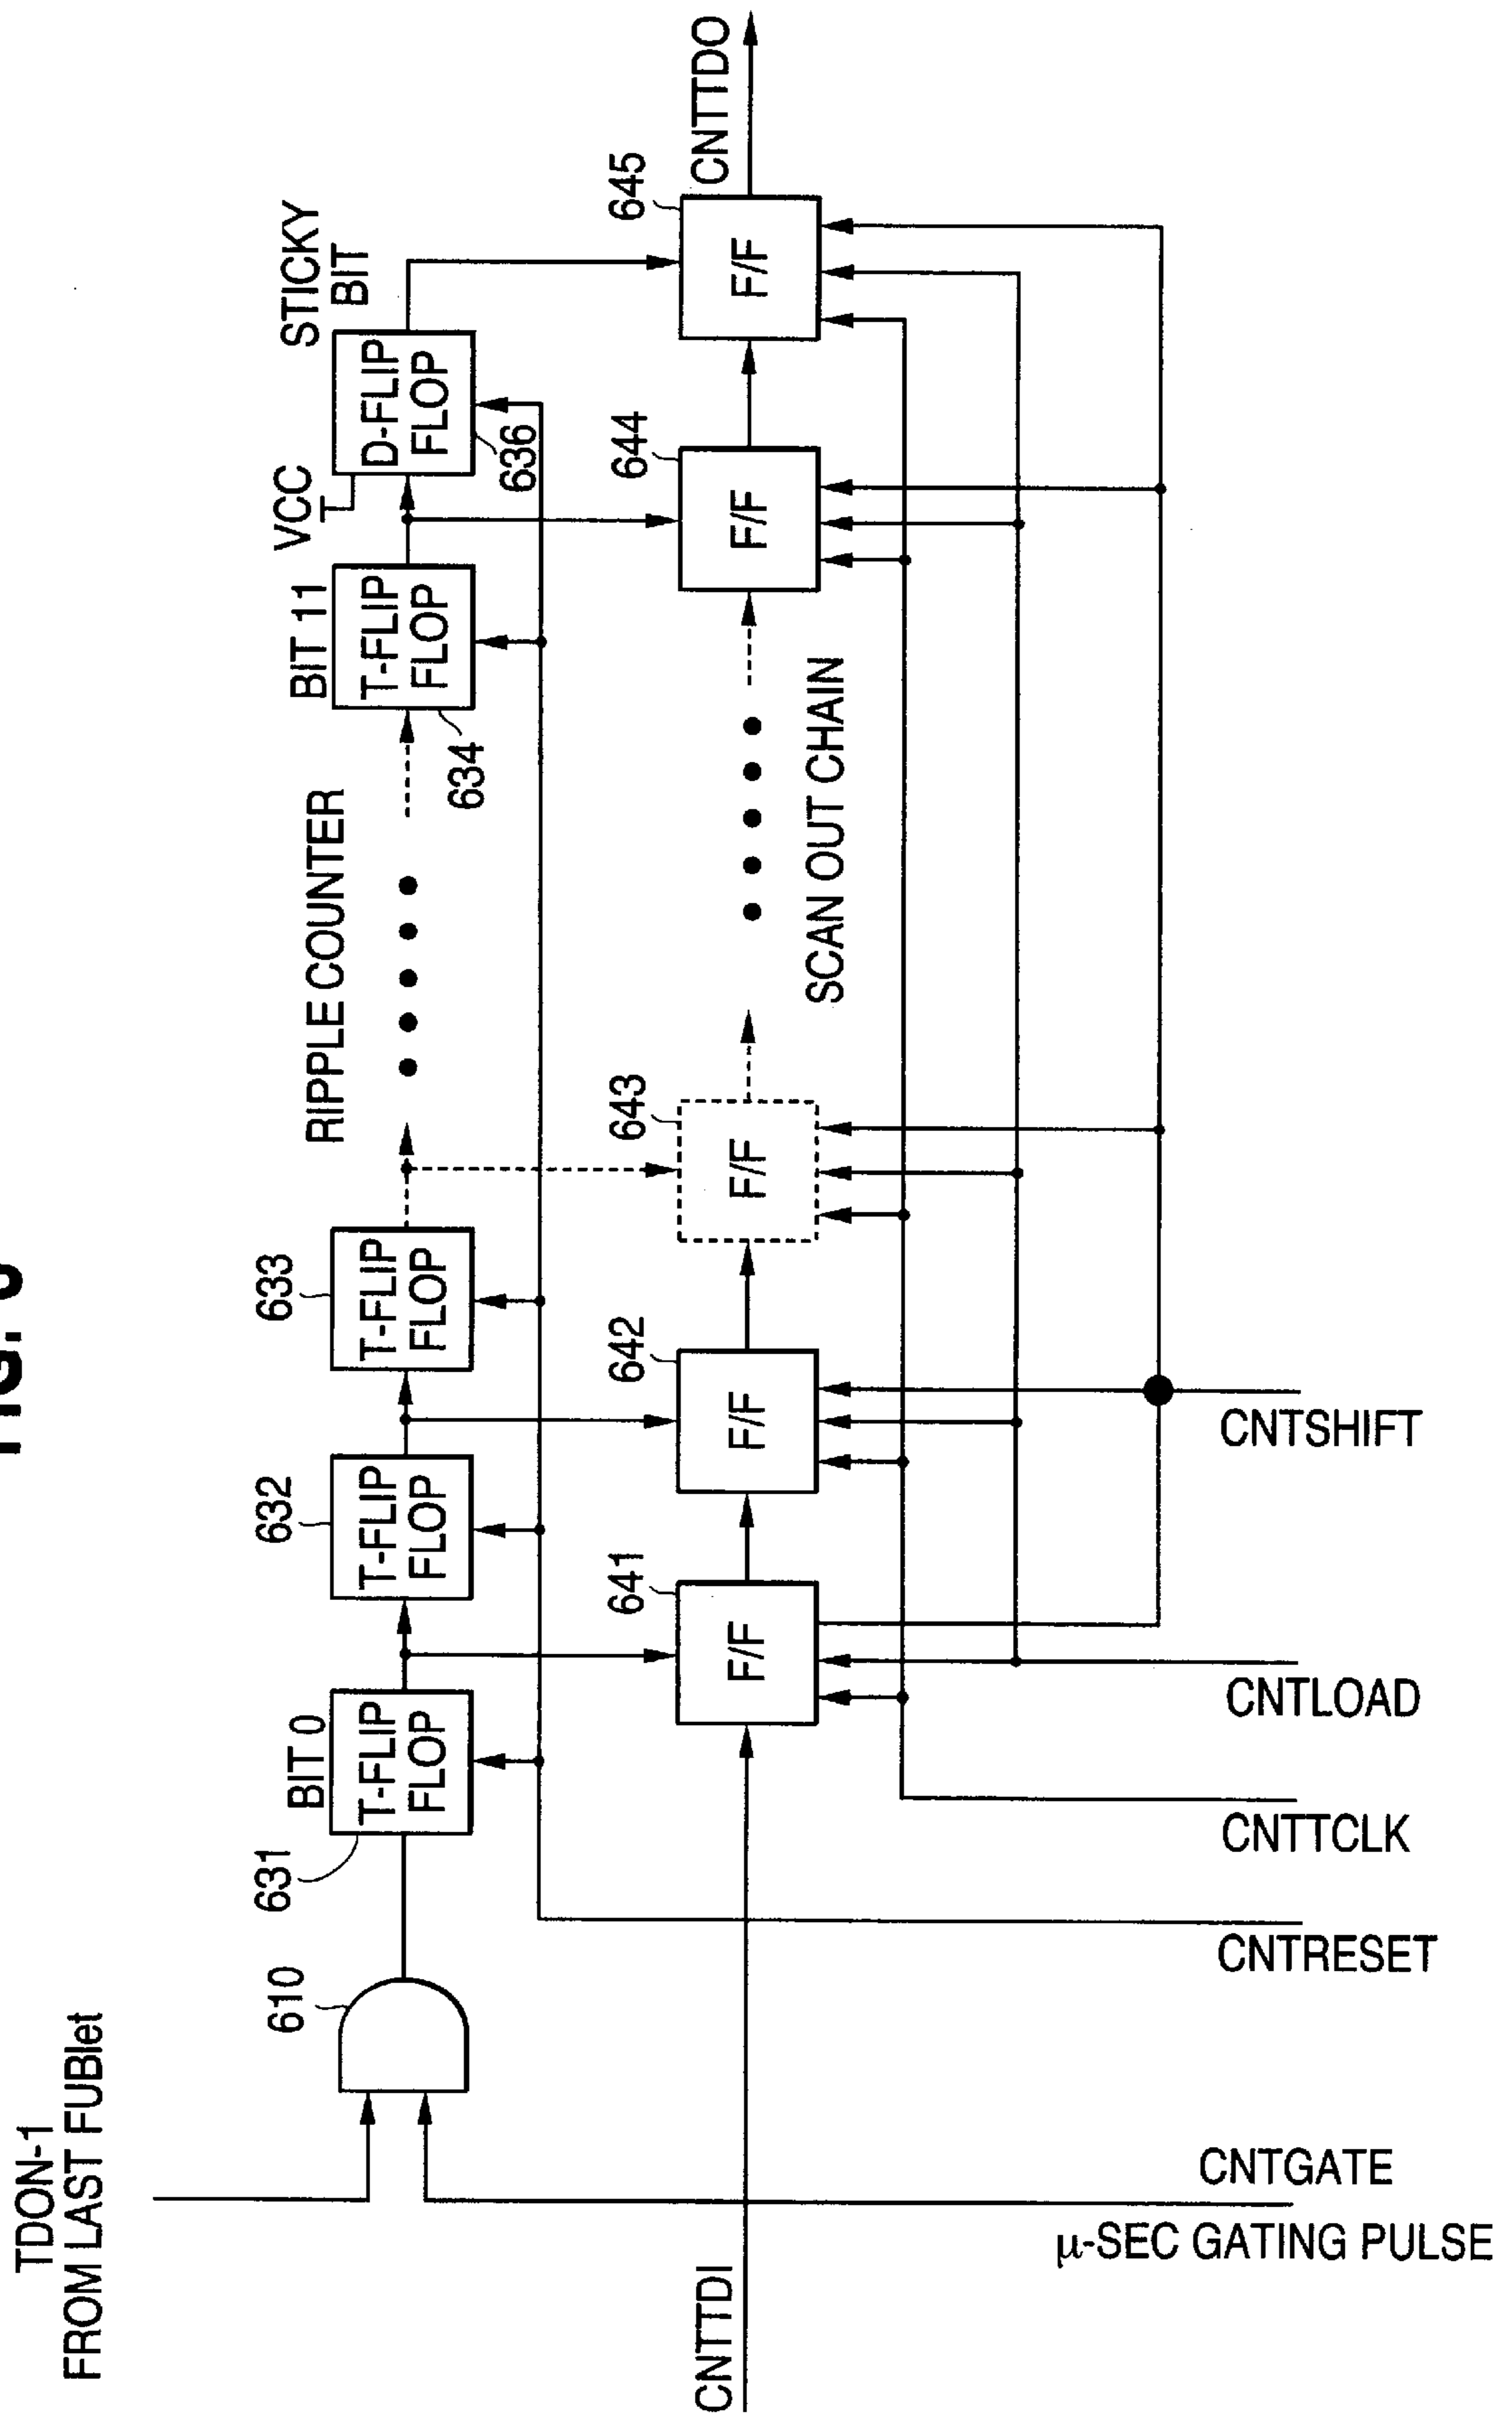 TDON-1
FROM LAST FUBlet
610
631
BIT 0
T-FLIP
FLOP
632
T-FLIP
FLOP
633
T-FLIP
FLOP
RIPPLE COUNTER
BIT 11
T-FLIP
FLOP
634
VCC
D-FLIP
FLOP
636
STICKY
BIT
CNTTDI
641
F/F
642
F/F
643
F/F
SCAN OUT CHAIN
644
F/F
645
F/F
CNTTDO
CNTGATE
μ-SEC GATING PULSE
CNTRESET
CNTTCLK
CNTLOAD
CNTSHIFT